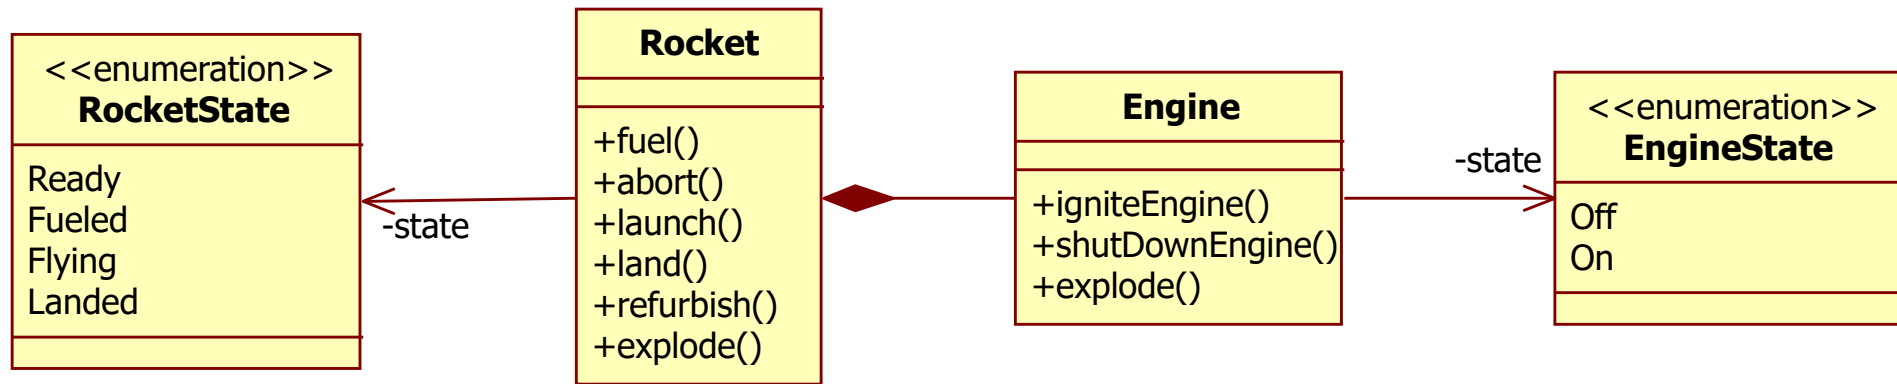 <<enumeration>>
RocketState
Ready
Fueled
Flying
Landed
-state
Rocket
+fuel()
+abort()
+launch()
+land()
+refurbish()
+explode()
Engine
+igniteEngine()
+shutDownEngine()
+explode()
-state
<<enumeration>>
EngineState
Off
On